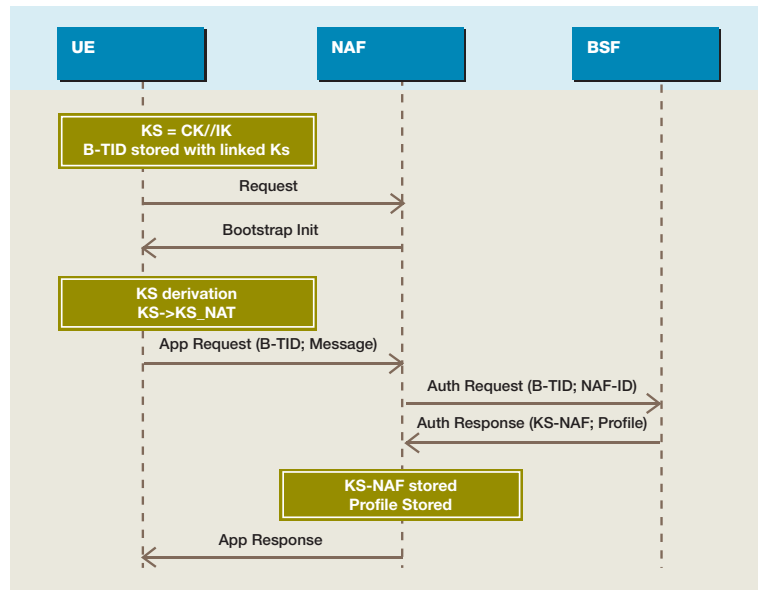 UE
NAF
BSF
KS = CK//IK
B-TID stored with linked Ks
Request
Bootstrap Init
KS derivation
KS->KS_NAT
App Request (B-TID; Message)
Auth Request (B-TID; NAF-ID)
Auth Response (KS-NAF; Profile)
KS-NAF stored
Profile Stored
App Response